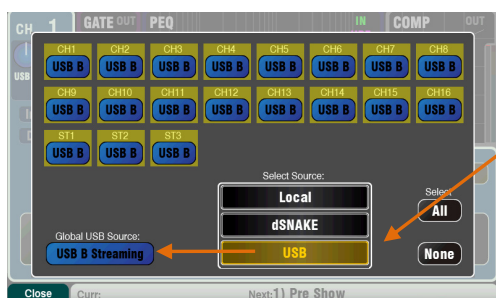 CH 1 GATE OUT PEQ IN COMP OUT
CH1 CH2 CH3 CH4 CH5 CH6 CH7 CH8
USB B USB B USB B USB B USB B USB B USB B USB B
CH9 CH10 CH11 CH12 CH13 CH14 CH15 CH16
USB B USB B USB B USB B USB B USB B USB B USB B
ST1 ST2 ST3
USB B USB B USB B
Select Source:
Local
Select
All
dSNAKE
Global USB Source:
USB B Streaming
USB
None
Close Curr: Next:1) Pre Show